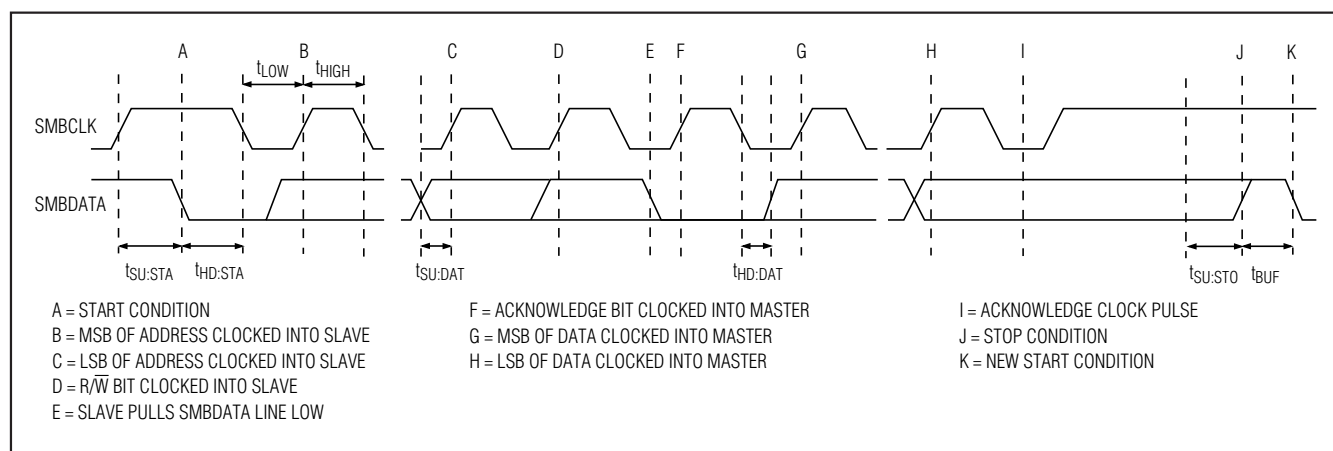 A B C D E F G H I J K
tLOW tHIGH
SMBCLK
SMBDATA
tSU:STA tHD:STA tSU:DAT tHD:DAT tSU:STO tBUF
A = START CONDITION
B = MSB OF ADDRESS CLOCKED INTO SLAVE
C = LSB OF ADDRESS CLOCKED INTO SLAVE
D = R/W̅ BIT CLOCKED INTO SLAVE
E = SLAVE PULLS SMBDATA LINE LOW
F = ACKNOWLEDGE BIT CLOCKED INTO MASTER
G = MSB OF DATA CLOCKED INTO MASTER
H = LSB OF DATA CLOCKED INTO MASTER
I = ACKNOWLEDGE CLOCK PULSE
J = STOP CONDITION
K = NEW START CONDITION